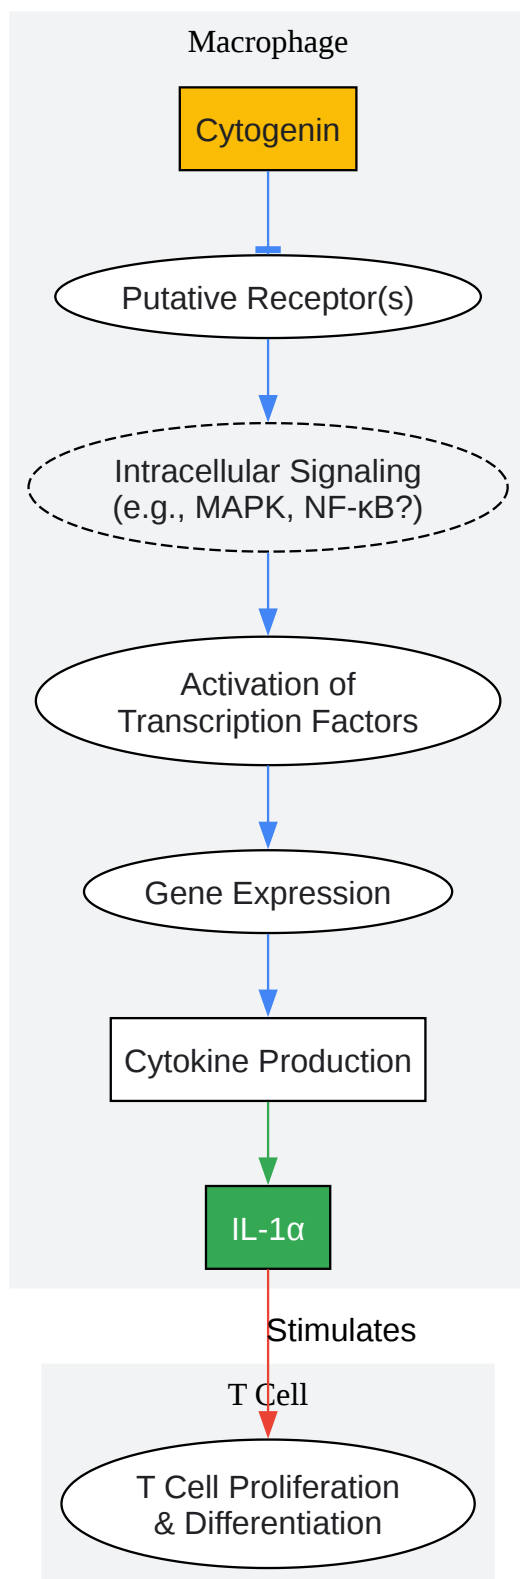 Macrophage
Cytogenin
Putative Receptor(s)
Intracellular Signaling
(e.g., MAPK, NF-κB?)
Activation of
Transcription Factors
Gene Expression
Cytokine Production
IL-1α
Stimulates
T Cell
T Cell Proliferation
& Differentiation